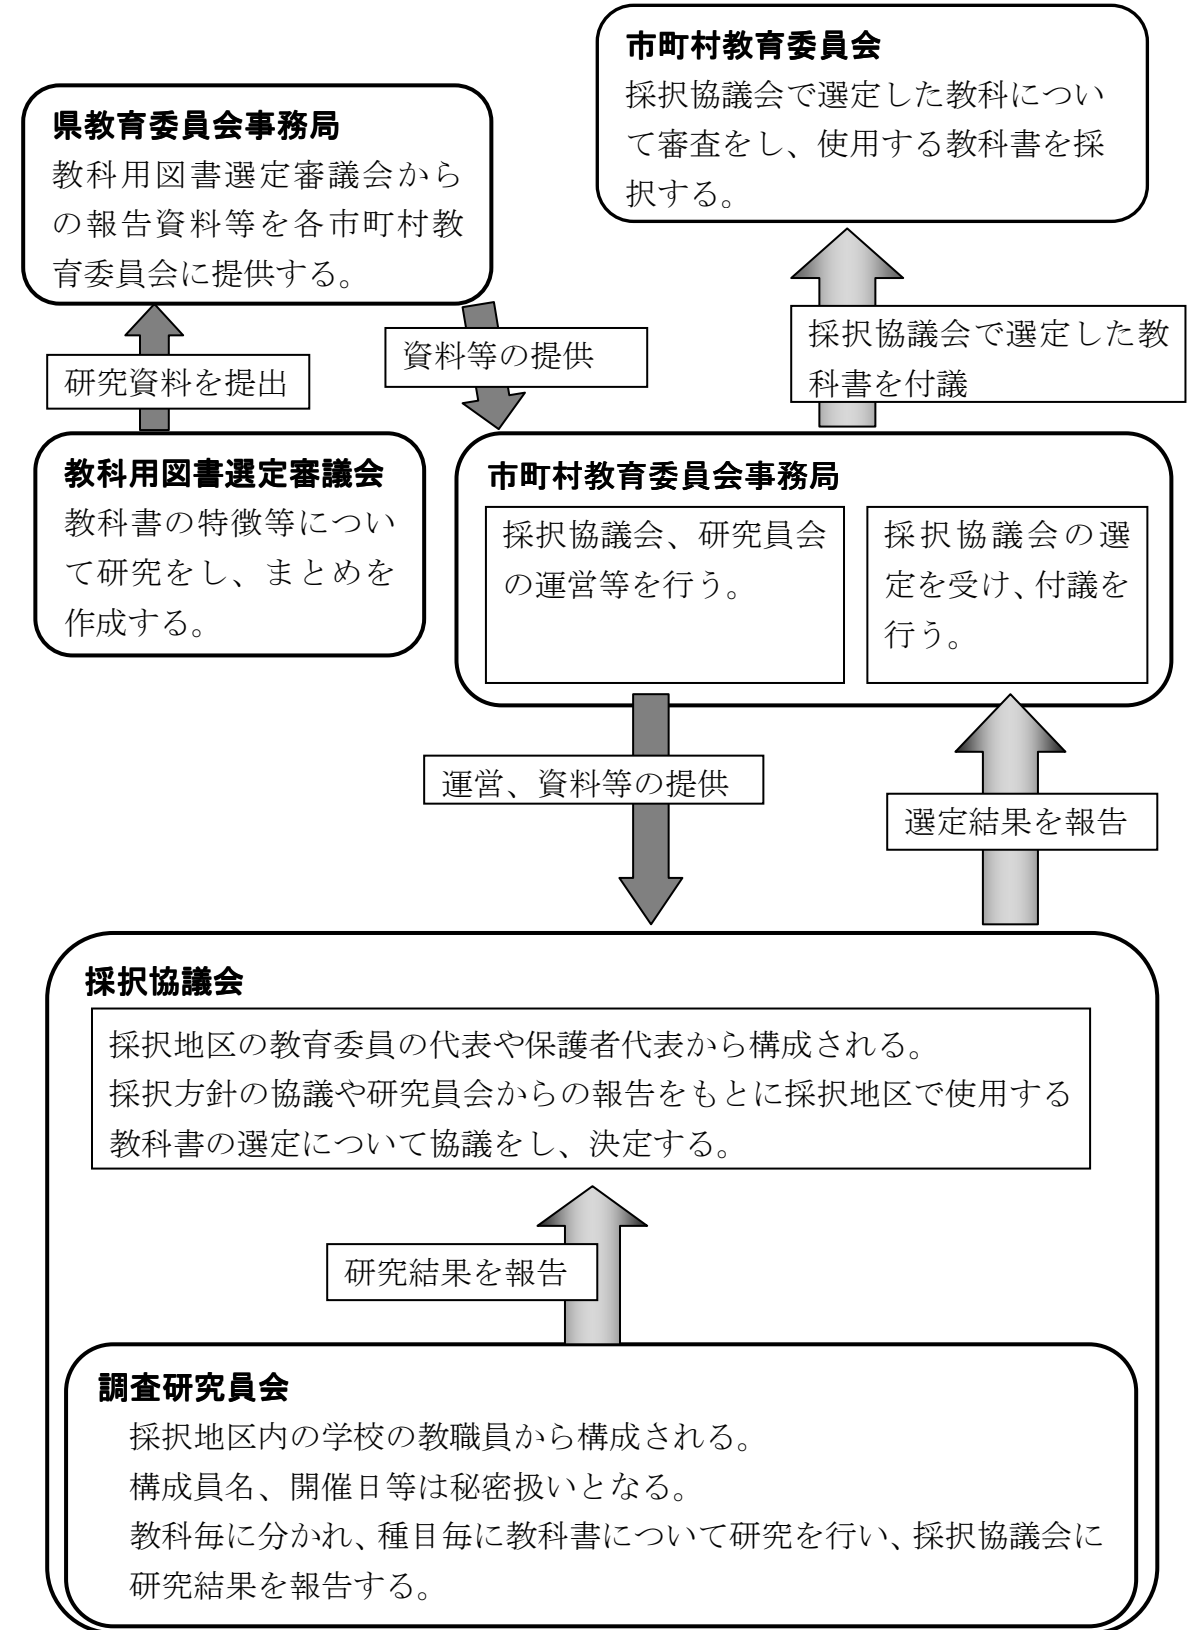 市町村教育委員会
採択協議会で選定した教科につい
て審査をし、使用する教科書を採
択する。
県教育委員会事務局
教科用図書選定審議会から
の報告資料等を各市町村教
育委員会に提供する。
採択協議会で選定した教
科書を付議
資料等の提供
研究資料を提出
教科用図書選定審議会
教科書の特徴等につい
て研究をし、まとめを
作成する。
市町村教育委員会事務局
採択協議会、研究員会
の運営等を行う。
採択協議会の選
定を受け、付議を
行う。
運営、資料等の提供
選定結果を報告
採択協議会
採択地区の教育委員の代表や保護者代表から構成される。
採択方針の協議や研究員会からの報告をもとに採択地区で使用する
教科書の選定について協議をし、決定する。
研究結果を報告
調査研究員会
採択地区内の学校の教職員から構成される。
構成員名、開催日等は秘密扱いとなる。
教科毎に分かれ、種目毎に教科書について研究を行い、採択協議会に
研究結果を報告する。